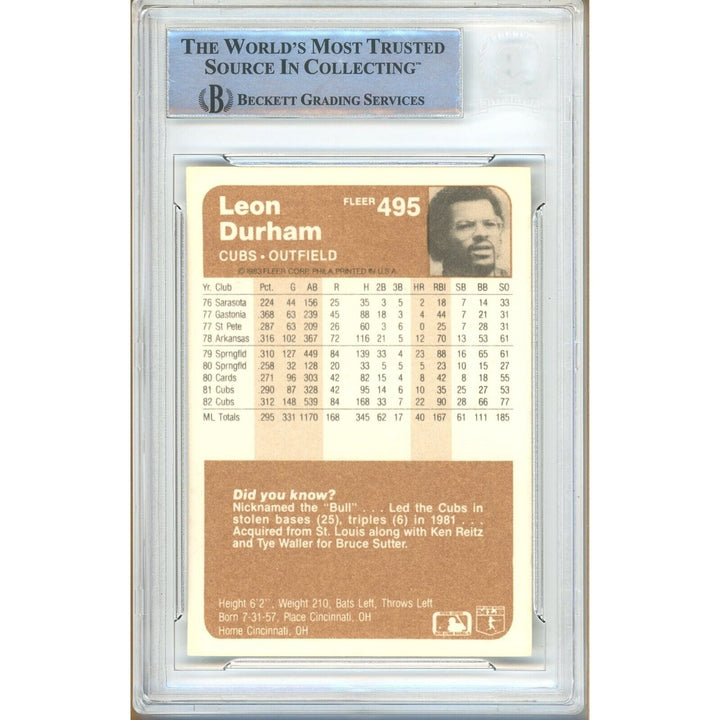 THE WORLD'S MOST TRUSTED
SOURCE IN COLLECTING™
B BECKETT GRADING SERVICES
Leon
Durham
FLEER 495
CUBS • OUTFIELD
© 1983 FLEER CORP. PHILA. PRINTED IN U.S.A.
Yr. Club Pct. G AB R H 2B 3B HR RBI SB BB SO
76 Sarasota .224 44 156 25 35 3 5 2 18 7 14 33
77 Gastonia .368 63 239 45 88 18 3 4 44 7 21 31
77 St Pete .287 63 209 26 60 3 6 0 25 7 28 31
78 Arkansas .316 102 367 72 116 21 5 12 70 13 53 61
79 Sprngfld .310 127 449 84 139 33 4 23 88 16 65 61
80 Sprngfld .258 32 128 20 33 5 5 5 23 10 15 27
80 Cards .271 96 303 42 82 15 4 8 42 8 18 55
81 Cubs .290 87 328 42 95 14 6 10 35 25 27 53
82 Cubs .312 148 539 84 168 33 7 22 90 28 66 77
ML Totals .295 331 1170 168 345 62 17 40 167 61 111 185
Did you know?
Nicknamed the "Bull" . . . Led the Cubs in
stolen bases (25), triples (6) in 1981 . . .
Acquired from St. Louis along with Ken Reitz
and Tye Waller for Bruce Sutter.
Height 6'2", Weight 210, Bats Left, Throws Left
Born 7-31-57, Place Cincinnati, OH
Home Cincinnati, OH